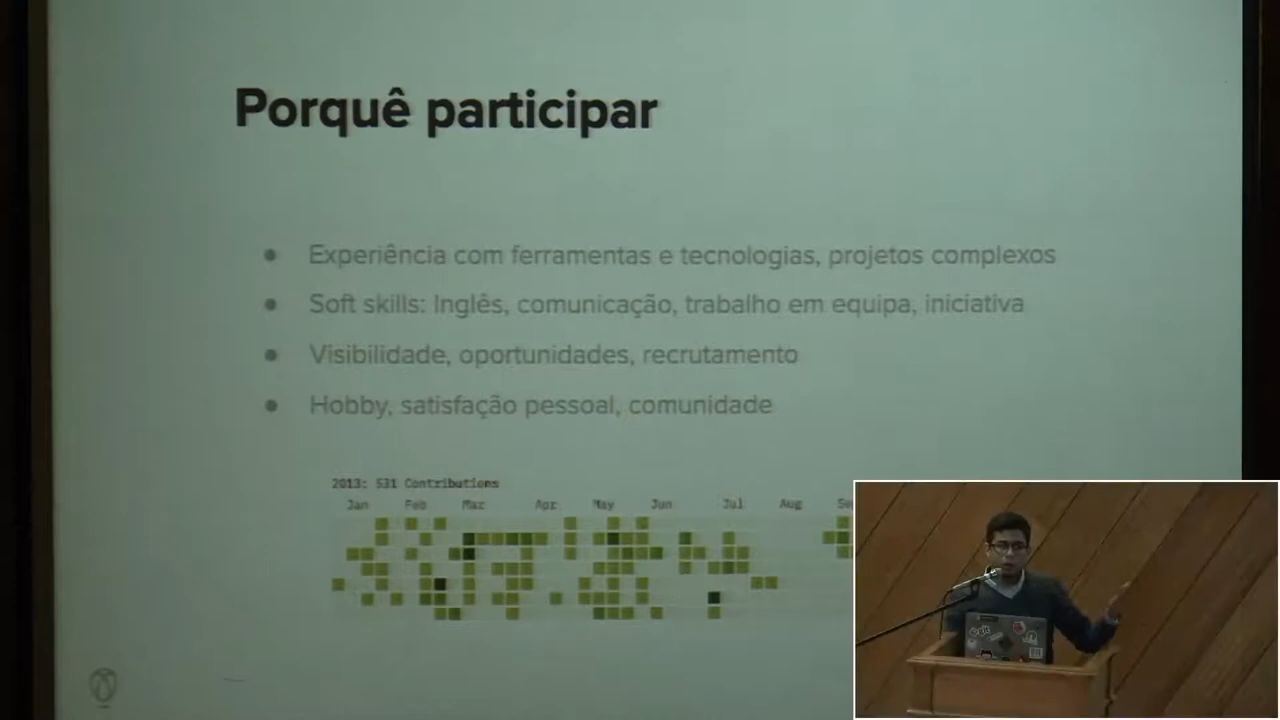 Porquê participar
Experiência com ferramentas e tecnologias, projetos complexos
Soft skills: Inglês, comunicação, trabalho em equipa, iniciativa
Visibilidade, oportunidades, recrutamento
Hobby, satisfação pessoal, comunidade
2013: 531 Contributions
Jan Feb Mar Apr May Jun Jul Aug
git